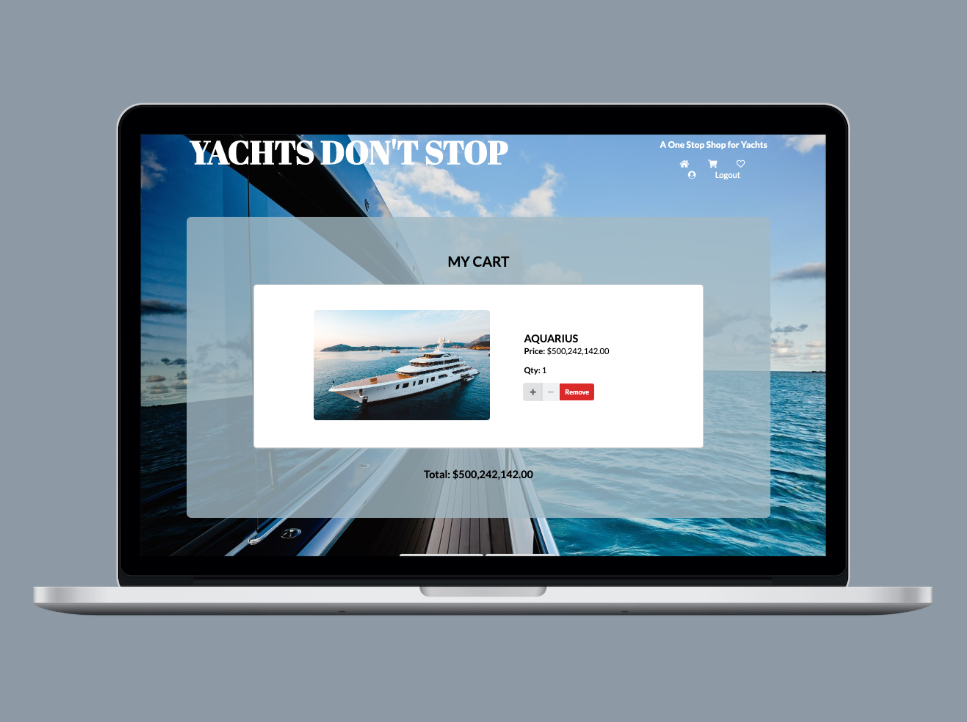 YACHTS DON'T STOP
A One Stop Shop for Yachts
Logout
MY CART
AQUARIUS
Price: $500,242,142.00
Qty: 1
+ − Remove
Total: $500,242,142.00